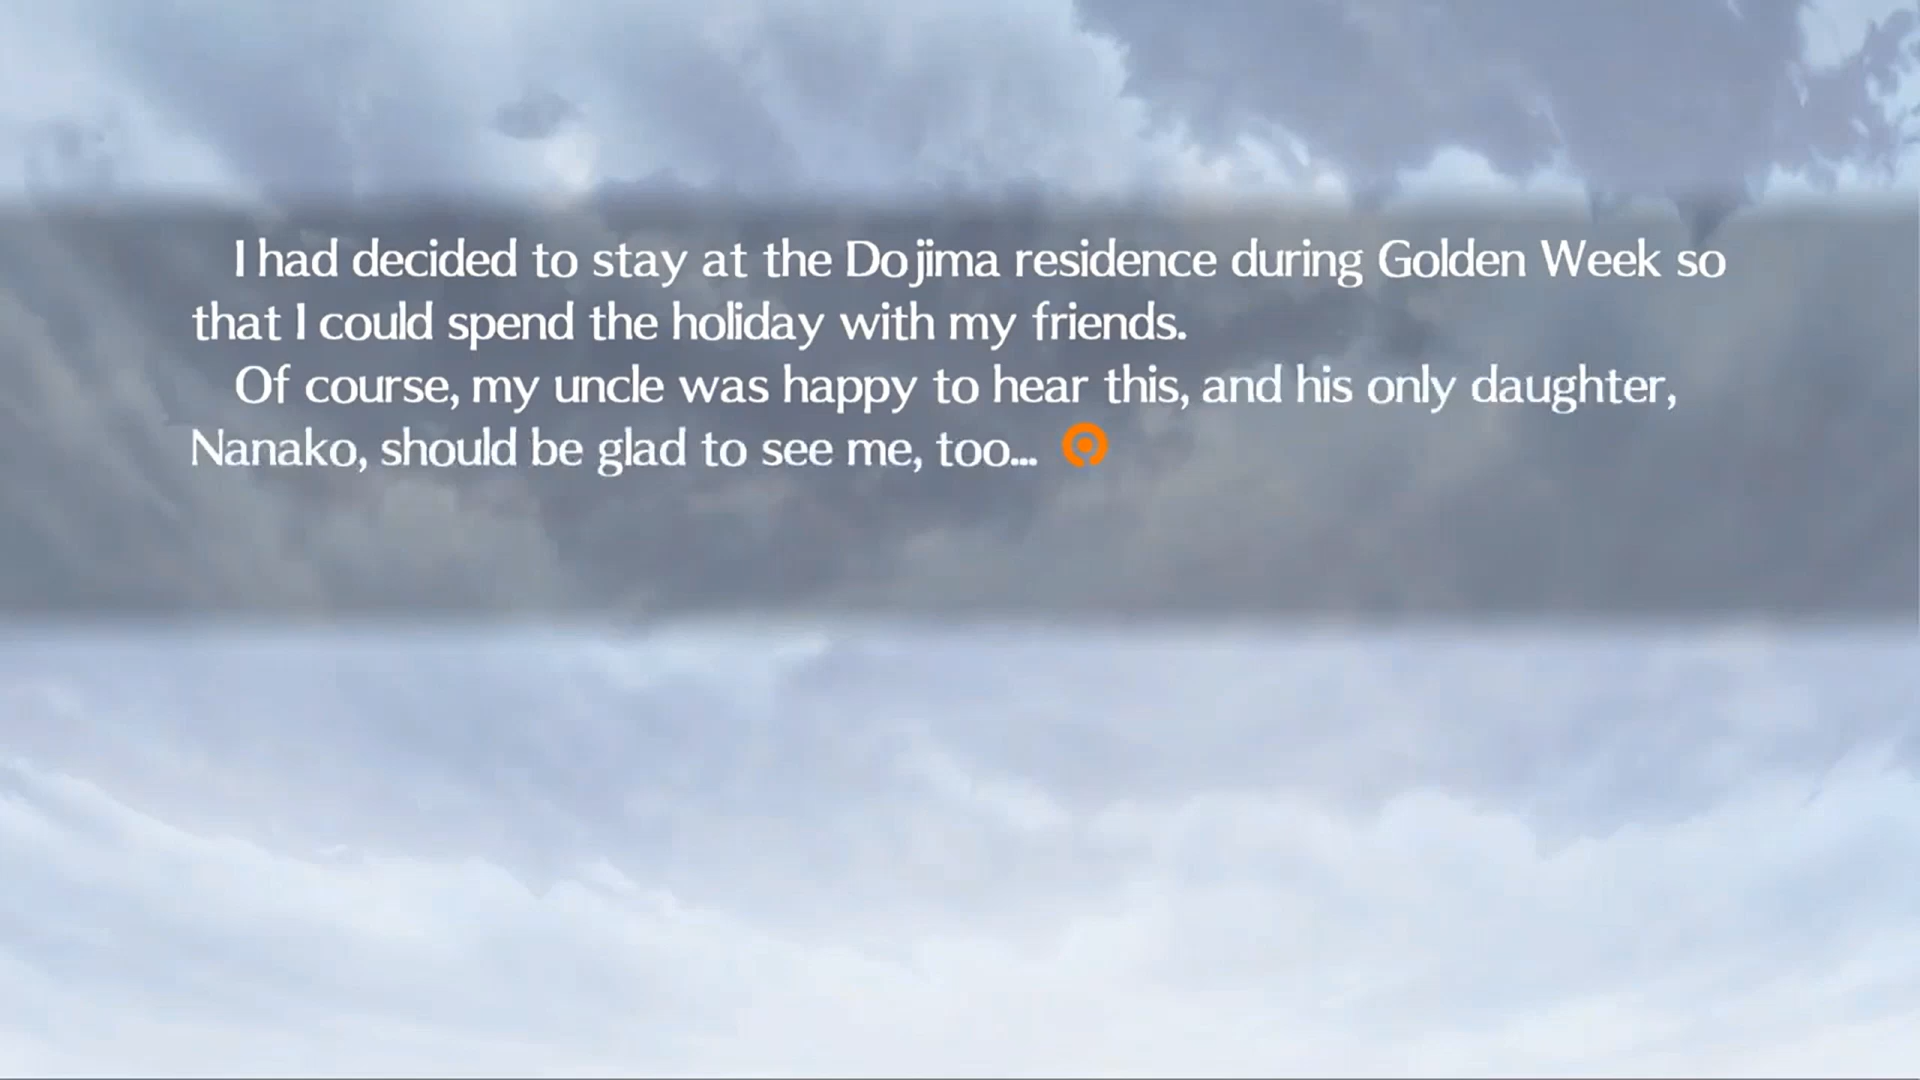 I had decided to stay at the Dojima residence during Golden Week so
that I could spend the holiday with my friends.
Of course, my uncle was happy to hear this, and his only daughter,
Nanako, should be glad to see me, too...